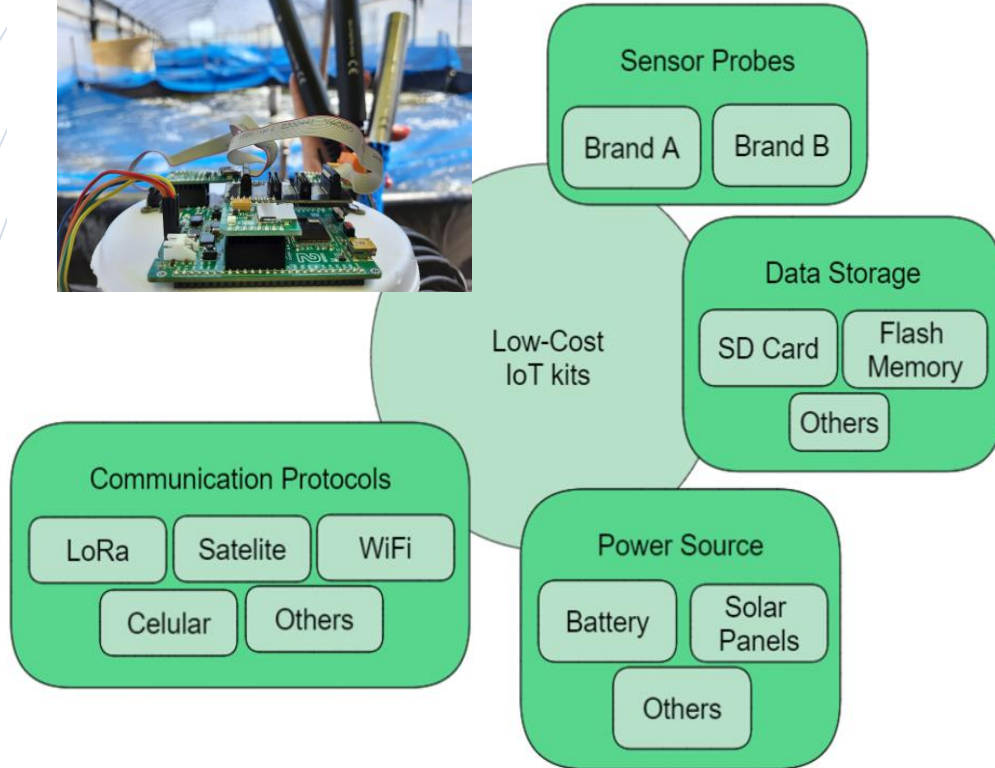 Sensor Probes
Brand A
Brand B
Data Storage
SD Card
Flash
Memory
Others
Low-Cost
IoT kits
Communication Protocols
LoRa
Satelite
WiFi
Celular
Others
Power Source
Battery
Solar
Panels
Others